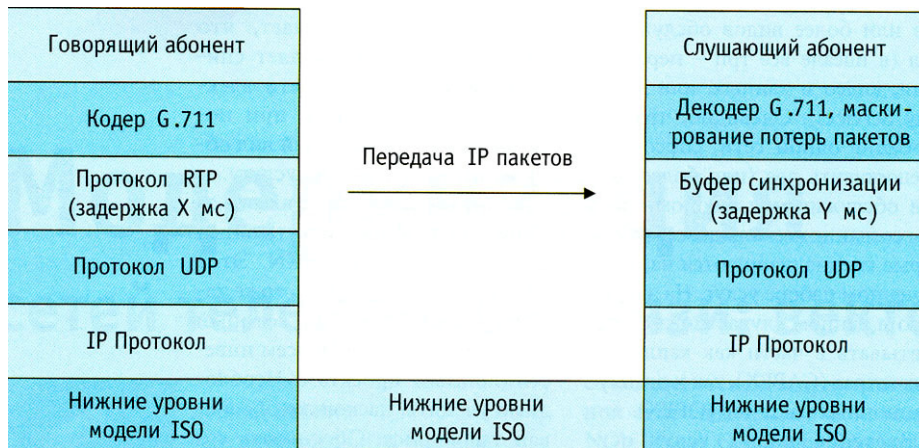 Говорящий абонент
Кодер G.711
Протокол RTP
(задержка X мс)
Протокол UDP
IP Протокол
Нижние уровни
модели ISO
Передача IP пакетов
Нижние уровни
модели ISO
Слушающий абонент
Декодер G.711, маски-
рование потерь пакетов
Буфер синхронизации
(задержка Y мс)
Протокол UDP
IP Протокол
Нижние уровни
модели ISO